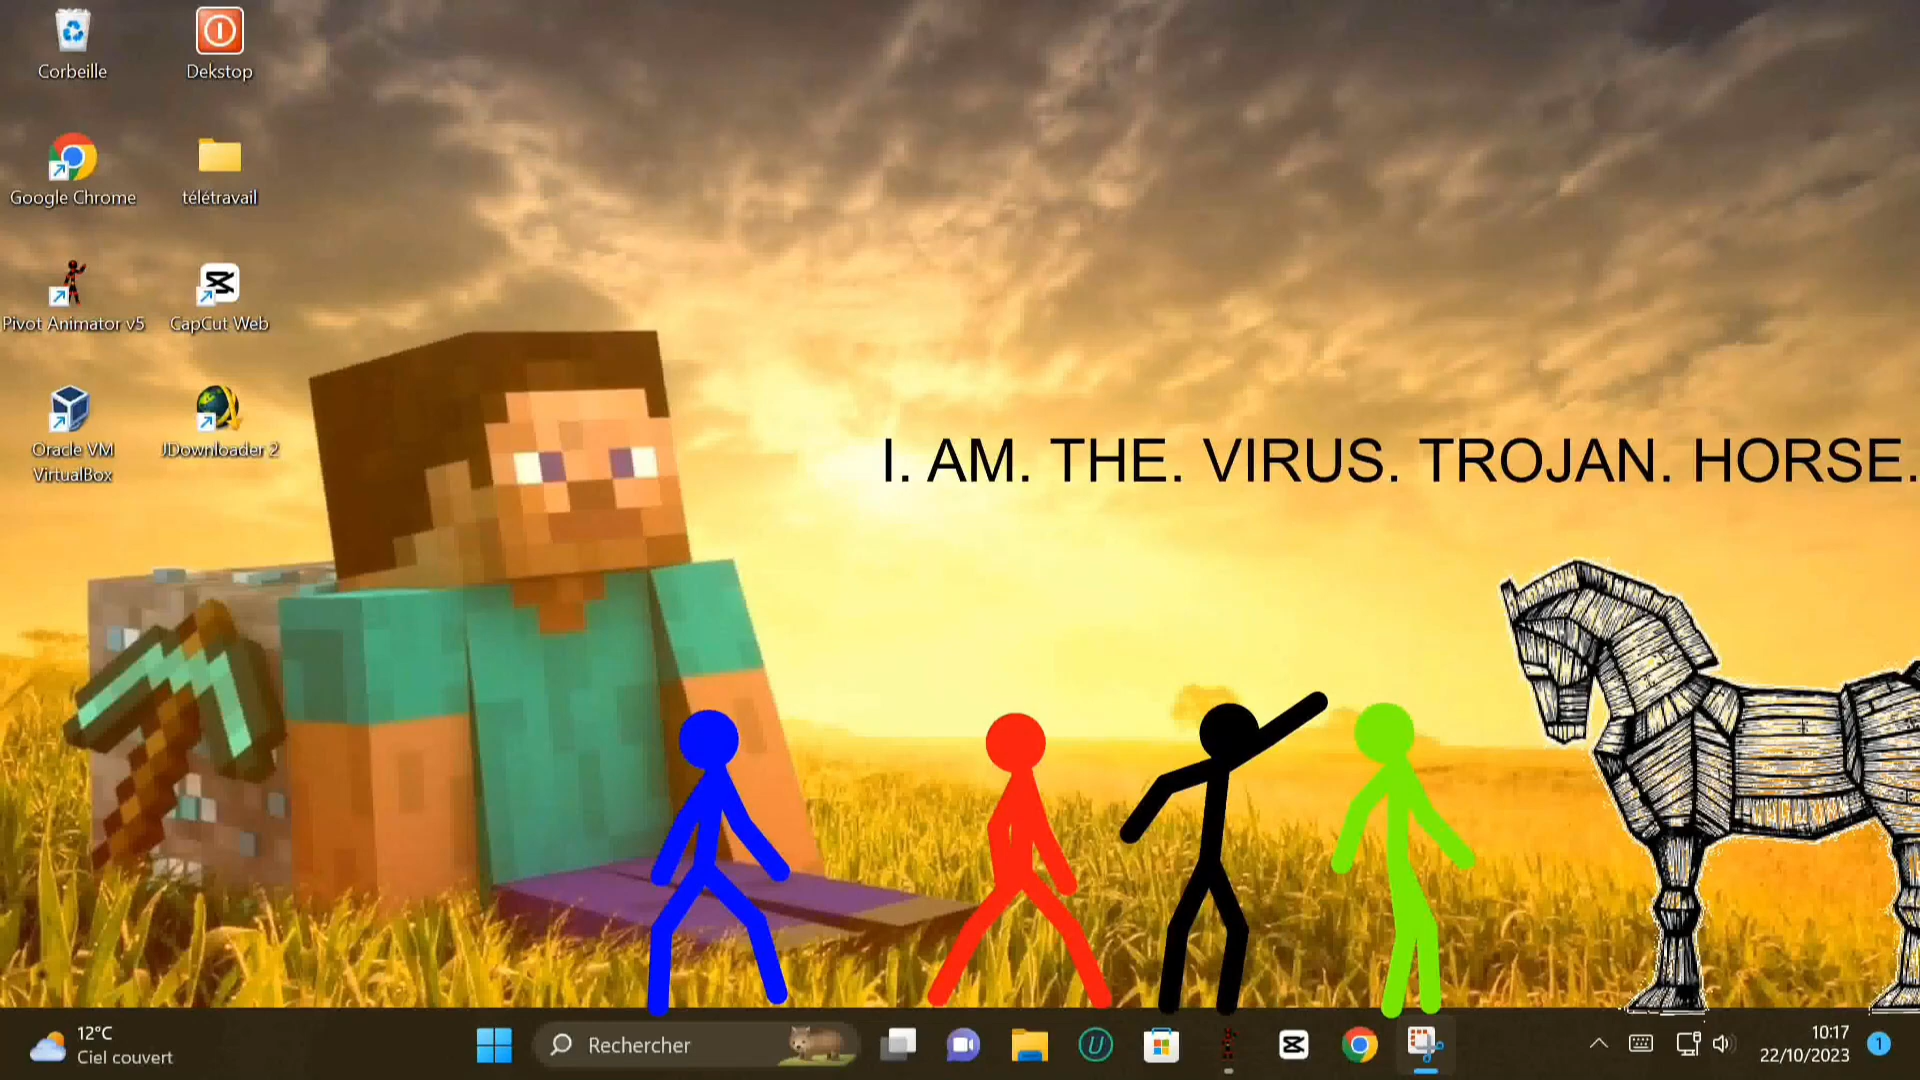 Corbeille
Dekstop
Google Chrome
télétravail
Pivot Animator v5
CapCut Web
Oracle VM
VirtualBox
JDownloader 2
I. AM. THE. VIRUS. TROJAN. HORSE.
12°C
Ciel couvert
Rechercher
10:17
22/10/2023
1